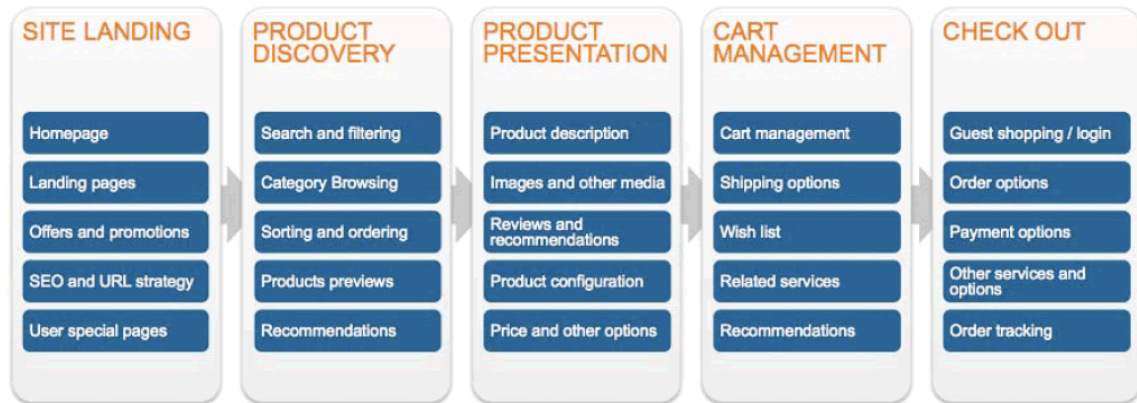 SITE LANDING
Homepage
Landing pages
Offers and promotions
SEO and URL strategy
User special pages
PRODUCT
DISCOVERY
Search and filtering
Category Browsing
Sorting and ordering
Products previews
Recommendations
PRODUCT
PRESENTATION
Product description
Images and other media
Reviews and
recommendations
Product configuration
Price and other options
CART
MANAGEMENT
Cart management
Shipping options
Wish list
Related services
Recommendations
CHECK OUT
Guest shopping / login
Order options
Payment options
Other services and
options
Order tracking